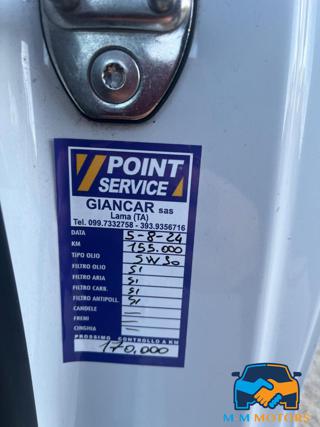 POINT
SERVICE
GIANCAR sas
Lama (TA)
Tel. 099.7332758 - 393.9356716
DATA 5-8-24
KM 155.000
TIPO OLIO 5W30
FILTRO OLIO SI
FILTRO ARIA SI
FILTRO CARB. SI
FILTRO ANTIPOLL. SI
CANDELE —
FRENI —
CINGHIA —
PROSSIMO CONTROLLO A KM
170,000
M²M MOTORS